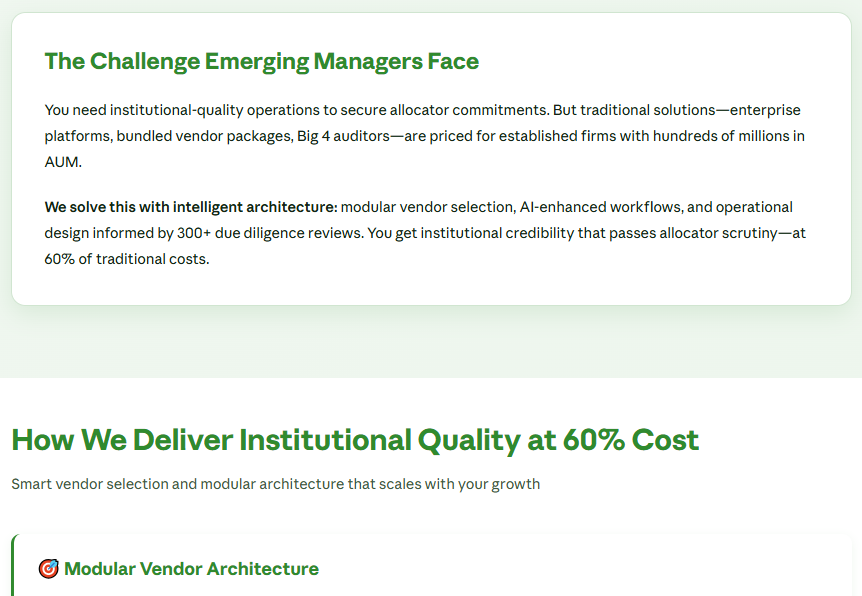 The Challenge Emerging Managers Face
You need institutional-quality operations to secure allocator commitments. But traditional solutions—enterprise
platforms, bundled vendor packages, Big 4 auditors—are priced for established firms with hundreds of millions in
AUM.
We solve this with intelligent architecture: modular vendor selection, AI-enhanced workflows, and operational
design informed by 300+ due diligence reviews. You get institutional credibility that passes allocator scrutiny—at
60% of traditional costs.
How We Deliver Institutional Quality at 60% Cost
Smart vendor selection and modular architecture that scales with your growth
🎯 Modular Vendor Architecture